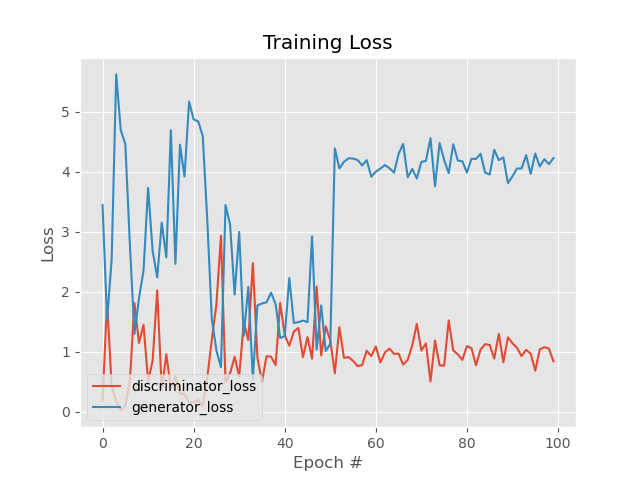 Training Loss
Loss
5
4
3
2
1
0
discriminator_loss
generator_loss
0 20 40 60 80 100
Epoch #